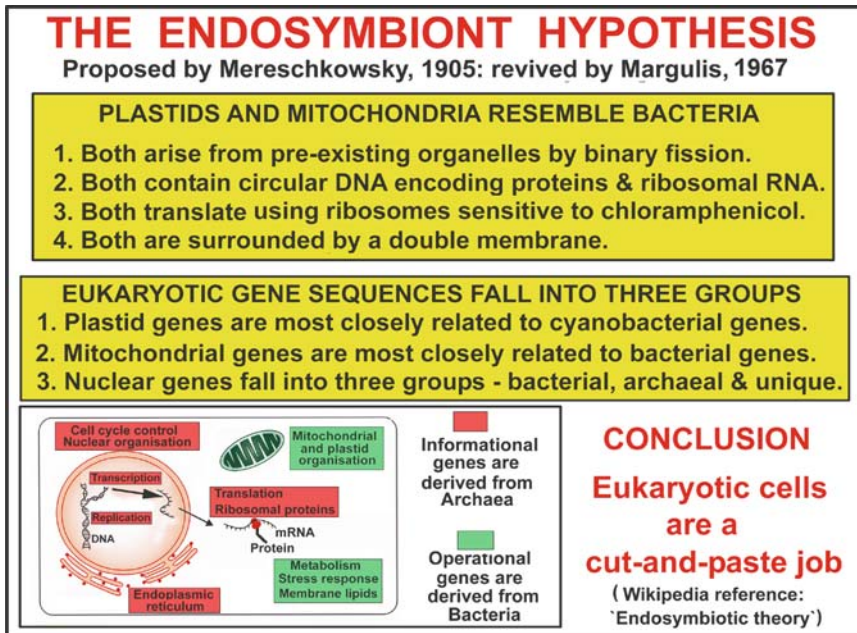 THE ENDOSYMBIONT HYPOTHESIS
Proposed by Mereschkowsky, 1905: revived by Margulis, 1967
PLASTIDS AND MITOCHONDRIA RESEMBLE BACTERIA
1. Both arise from pre-existing organelles by binary fission.
2. Both contain circular DNA encoding proteins & ribosomal RNA.
3. Both translate using ribosomes sensitive to chloramphenicol.
4. Both are surrounded by a double membrane.
EUKARYOTIC GENE SEQUENCES FALL INTO THREE GROUPS
1. Plastid genes are most closely related to cyanobacterial genes.
2. Mitochondrial genes are most closely related to bacterial genes.
3. Nuclear genes fall into three groups - bacterial, archaeal & unique.
Cell cycle control
Nuclear organisation
Transcription
Replication
DNA
Endoplasmic
reticulum
Mitochondrial
and plastid
organisation
Translation
Ribosomal proteins
mRNA
Protein
Metabolism
Stress response
Membrane lipids
Informational
genes are
derived from
Archaea
Operational
genes are
derived from
Bacteria
CONCLUSION
Eukaryotic cells
are a
cut-and-paste job
( Wikipedia reference:
`Endosymbiotic theory')